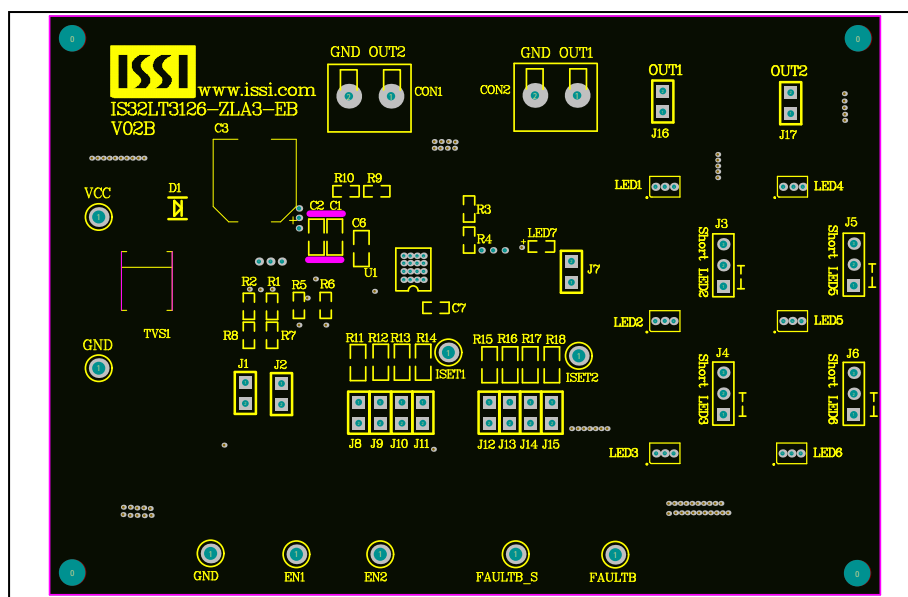 ISSI
www.issi.com
IS32LT3126-ZLA3-EB
V02B
GND OUT2
CON1
GND OUT1
CON2
OUT1
J16
OUT2
J17
C3
VCC
D1
R10 R9
C2 C1
C6
U1
R3
R4
LED7
J7
LED1
LED4
J3
Short LED2
J5
Short LED5
TVS1
R2 R1 R5 R6
R8 R7
C7
LED2
LED5
GND
J1
J2
R11 R12 R13 R14
ISET1
R15 R16 R17 R18
ISET2
J4
Short LED3
J6
Short LED6
J8 J9 J10 J11
J12 J13 J14 J15
LED3
LED6
GND
EN1
EN2
FAULTB_S
FAULTB